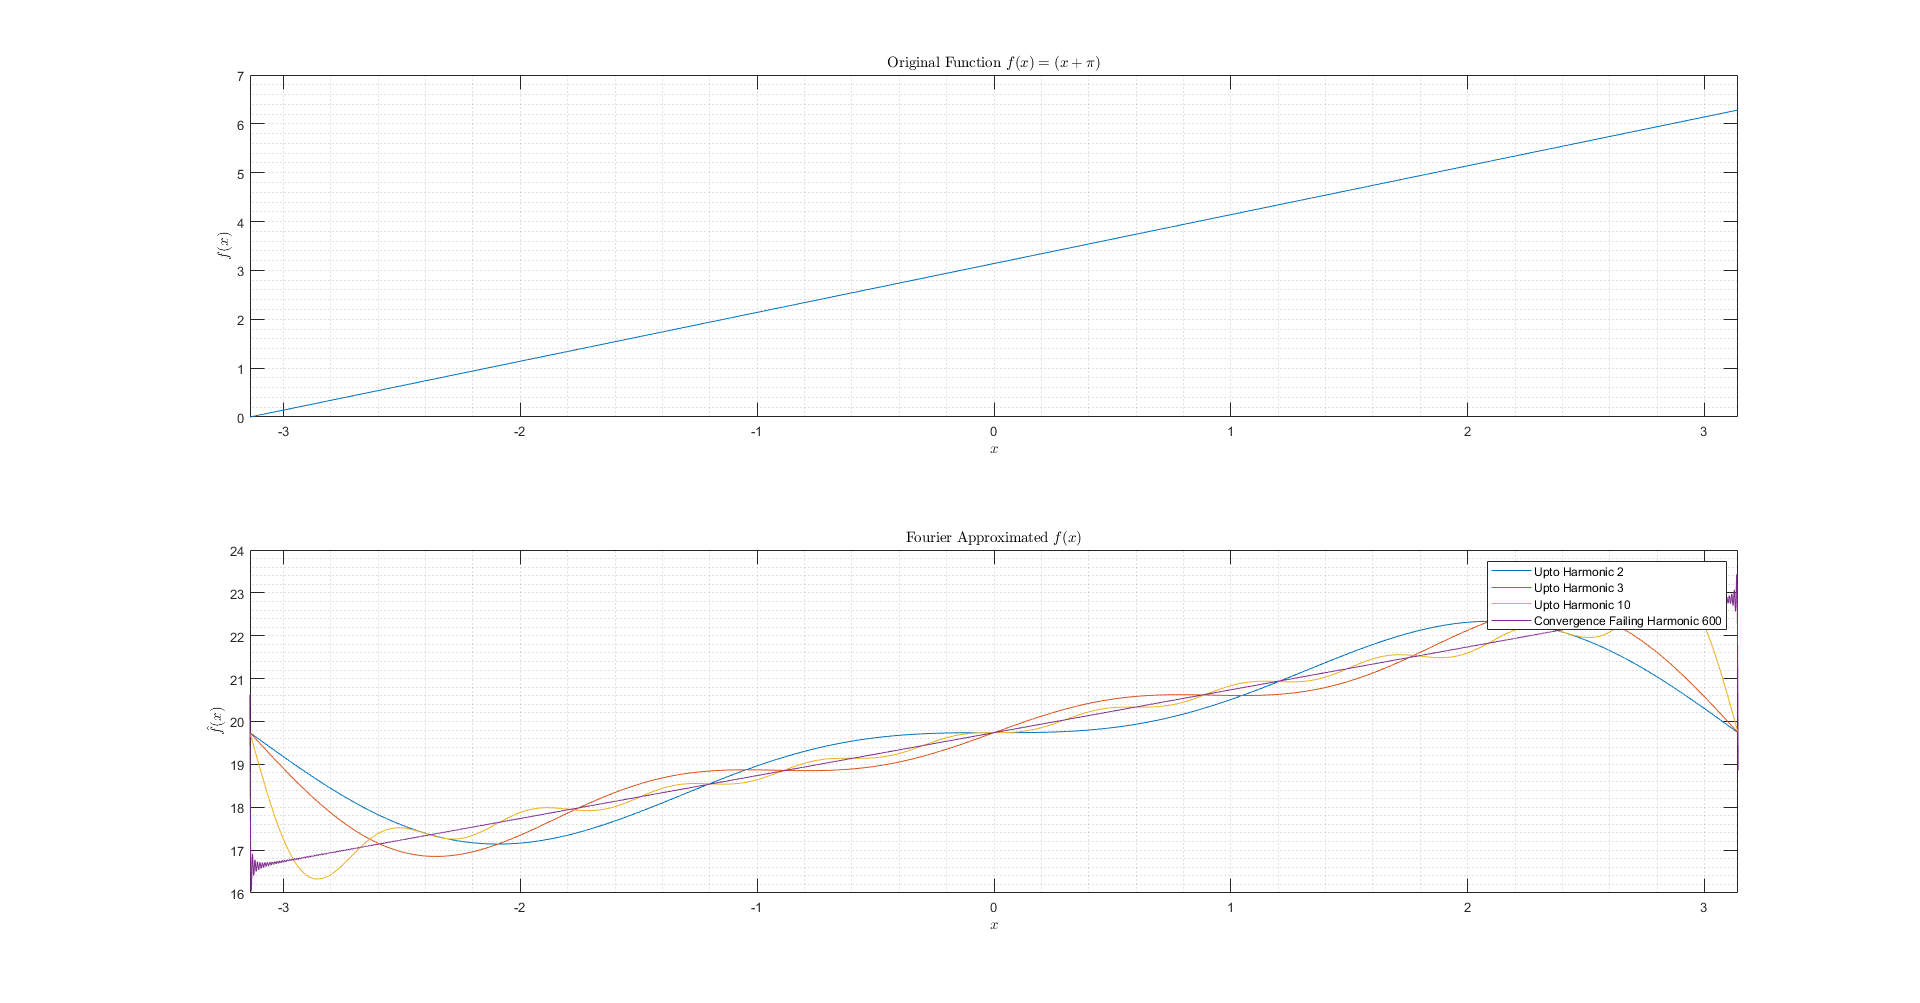 Original Function f(x) = (x + π)
7
6
5
4
3
2
1
0
f(x)
-3 -2 -1 0 1 2 3
x
Fourier Approximated f(x)
24
23
22
21
20
19
18
17
16
f̂(x)
Upto Harmonic 2
Upto Harmonic 3
Upto Harmonic 10
Convergence Failing Harmonic 600
-3 -2 -1 0 1 2 3
x